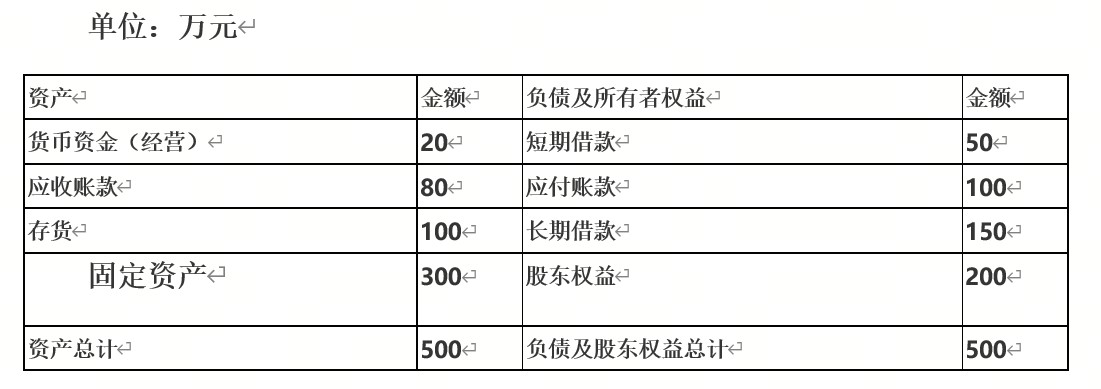 单位：万元
资产 金额 负债及所有者权益 金额
货币资金（经营） 20 短期借款 50
应收账款 80 应付账款 100
存货 100 长期借款 150
固定资产 300 股东权益 200
资产总计 500 负债及股东权益总计 500